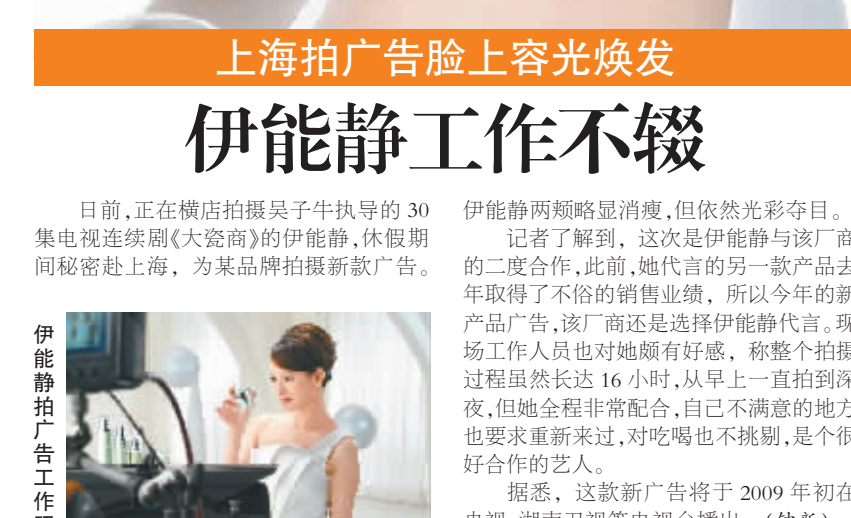 上海拍广告脸上容光焕发
伊能静工作不辍
日前,正在横店拍摄吴子牛执导的 30
集电视连续剧《大瓷商》的伊能静,休假期
间秘密赴上海，为某品牌拍摄新款广告。
伊能静拍广告工作
伊能静两颊略显消瘦,但依然光彩夺目。
记者了解到，这次是伊能静与该厂商
的二度合作,此前,她代言的另一款产品去
年取得了不俗的销售业绩，所以今年的新
产品广告,该厂商还是选择伊能静代言。现
场工作人员也对她颇有好感，称整个拍摄
过程虽然长达 16 小时,从早上一直拍到深
夜,但她全程非常配合,自己不满意的地方
也要求重新来过,对吃喝也不挑剔,是个很
好合作的艺人。
据悉，这款新广告将于 2009 年初在